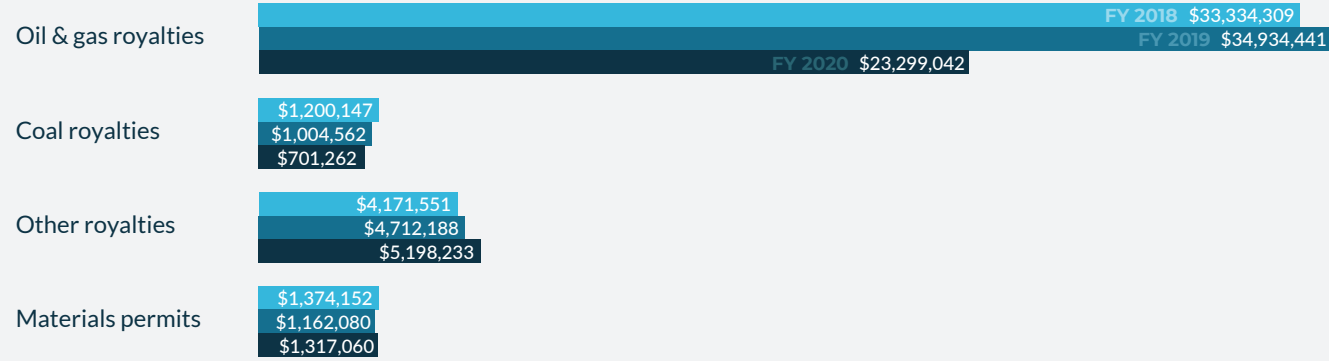 FY 2018 $33,334,309
Oil & gas royalties
FY 2019 $34,934,441
FY 2020 $23,299,042
$1,200,147
Coal royalties
$1,004,562
$701,262
$4,171,551
Other royalties
$4,712,188
$5,198,233
$1,374,152
Materials permits
$1,162,080
$1,317,060